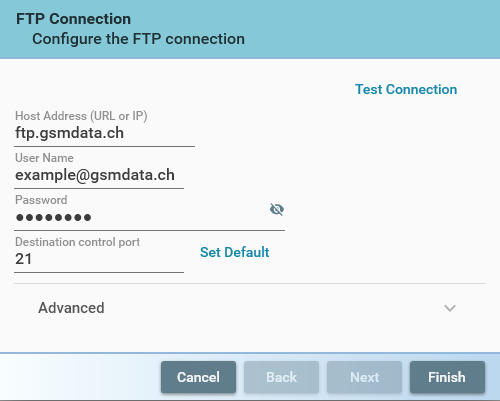 FTP Connection
Configure the FTP connection
Test Connection
Host Address (URL or IP)
ftp.gsmdata.ch
User Name
example@gsmdata.ch
Password
●●●●●●●●
Destination control port
21
Set Default
Advanced
Cancel Back Next Finish